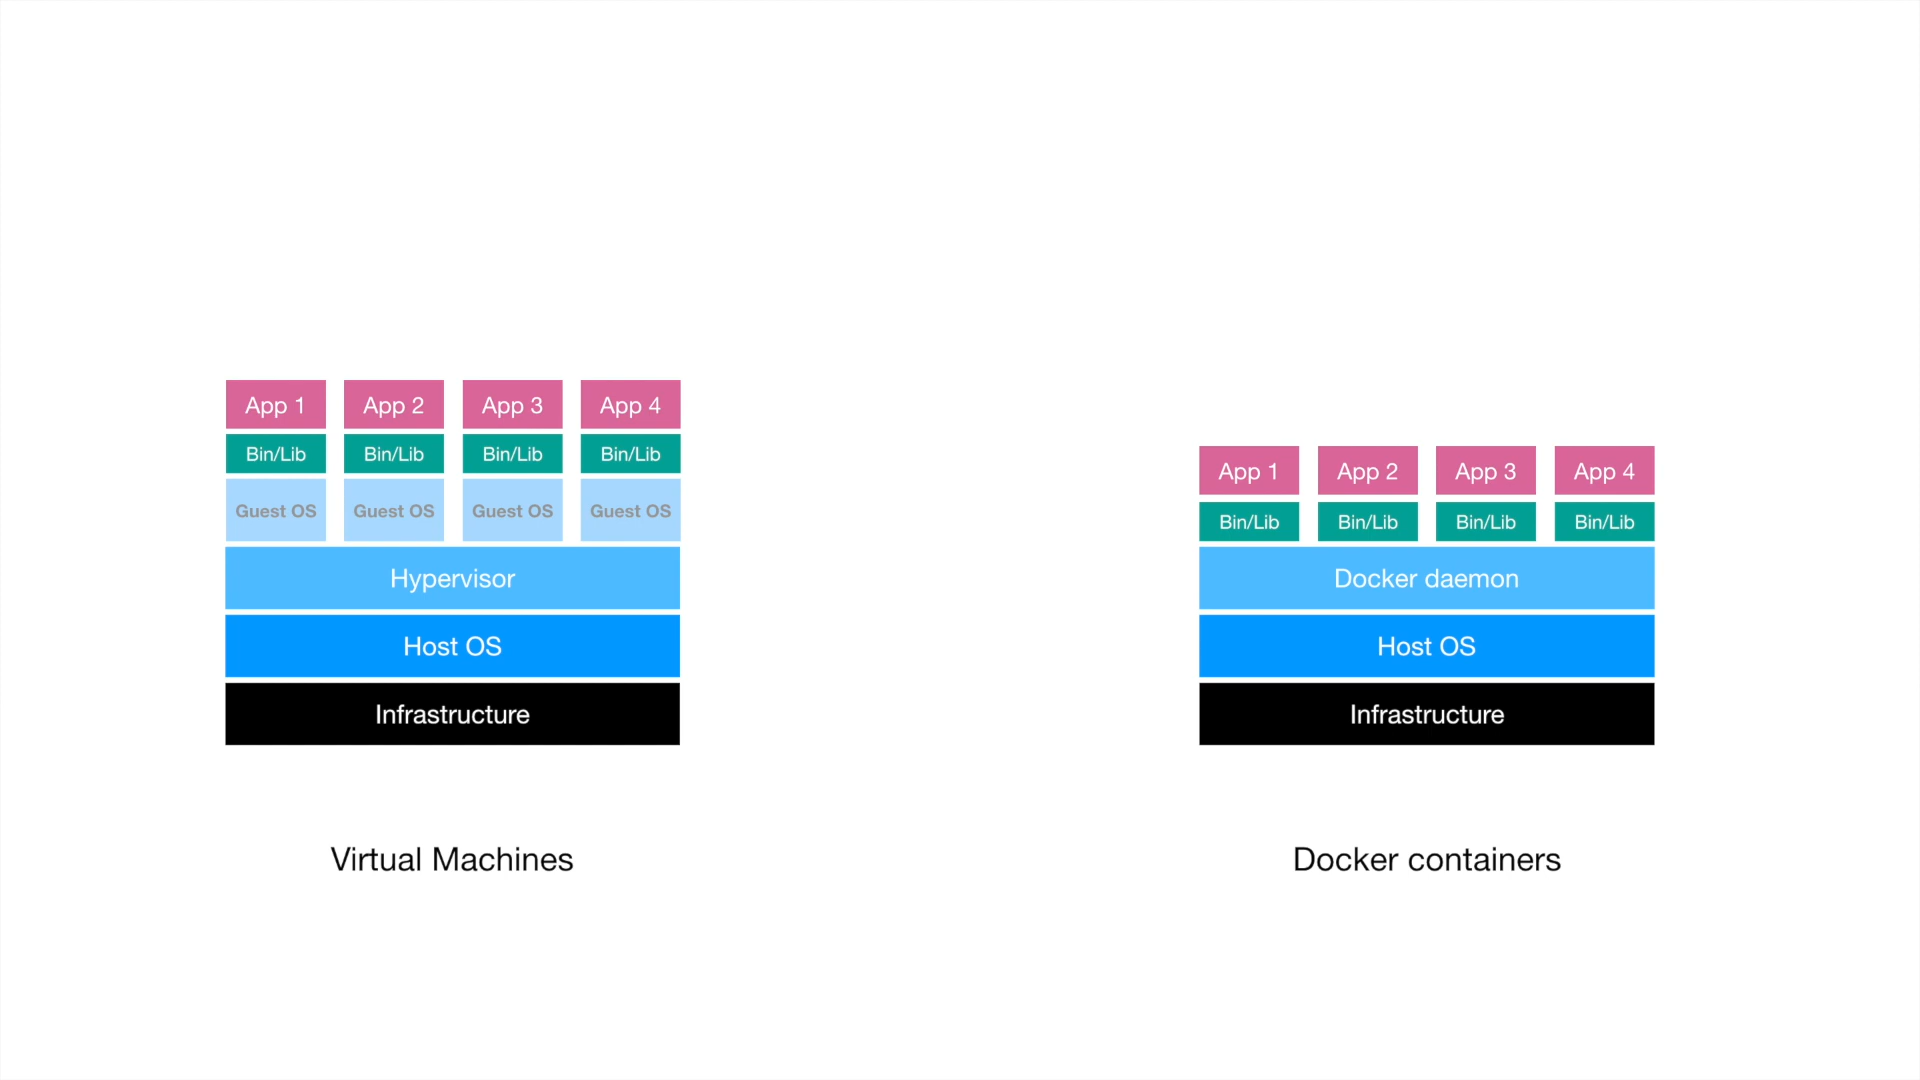 App 1
App 2
App 3
App 4
Bin/Lib
Bin/Lib
Bin/Lib
Bin/Lib
Guest OS
Guest OS
Guest OS
Guest OS
Hypervisor
Host OS
Infrastructure
Virtual Machines
App 1
App 2
App 3
App 4
Bin/Lib
Bin/Lib
Bin/Lib
Bin/Lib
Docker daemon
Host OS
Infrastructure
Docker containers